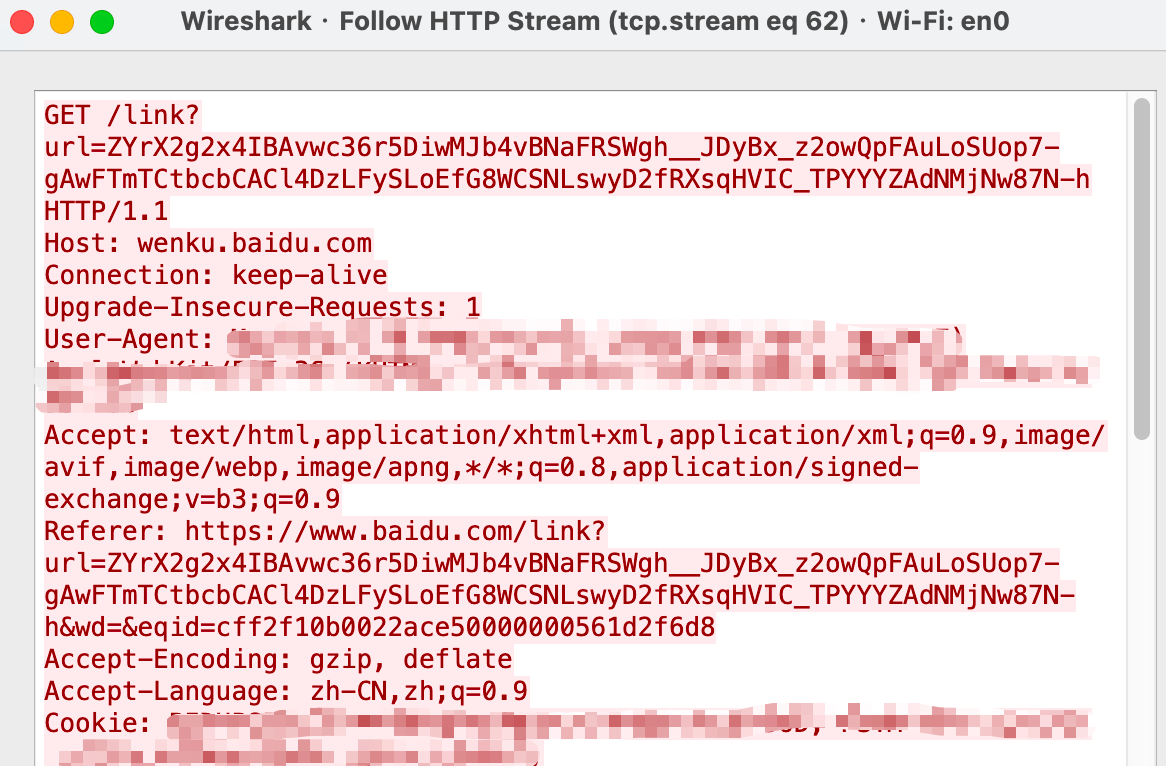 Wireshark · Follow HTTP Stream (tcp.stream eq 62) · Wi-Fi: en0
GET /link?
url=ZYrX2g2x4IBAvwc36r5DiwMJb4vBNaFRSWgh__JDyBx_z2owQpFAuLoSUop7-
gAwFTmTCtbcbCACl4DzLFySLoEfG8WCSNLswyD2fRXsqHVIC_TPYYYZAdNMjNw87N-h
HTTP/1.1
Host: wenku.baidu.com
Connection: keep-alive
Upgrade-Insecure-Requests: 1
User-Agent:
Accept: text/html,application/xhtml+xml,application/xml;q=0.9,image/
avif,image/webp,image/apng,*/*;q=0.8,application/signed-
exchange;v=b3;q=0.9
Referer: https://www.baidu.com/link?
url=ZYrX2g2x4IBAvwc36r5DiwMJb4vBNaFRSWgh__JDyBx_z2owQpFAuLoSUop7-
gAwFTmTCtbcbCACl4DzLFySLoEfG8WCSNLswyD2fRXsqHVIC_TPYYYZAdNMjNw87N-
h&wd=&eqid=cff2f10b0022ace50000000561d2f6d8
Accept-Encoding: gzip, deflate
Accept-Language: zh-CN,zh;q=0.9
Cookie: